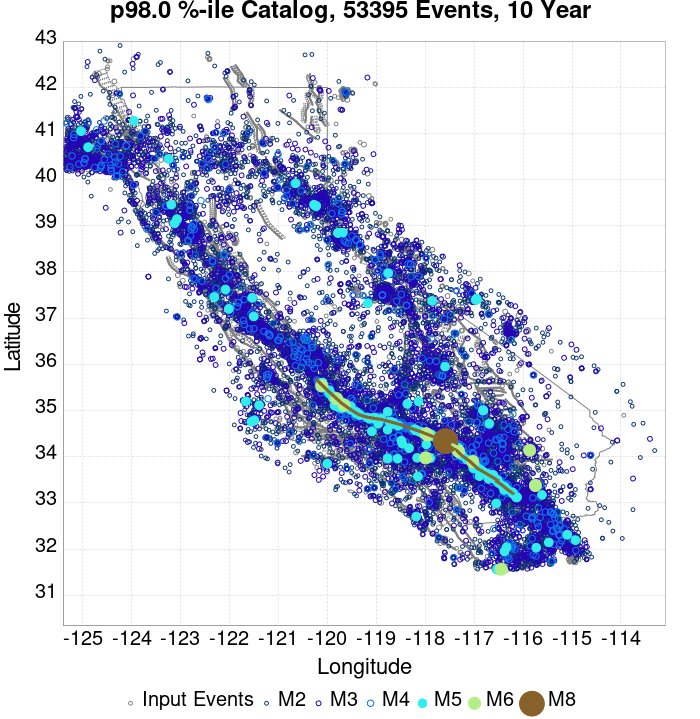 p98.0 %-ile Catalog, 53395 Events, 10 Year
43
42
41
40
39
38
37
36
35
34
33
32
31
Latitude
-125 -124 -123 -122 -121 -120 -119 -118 -117 -116 -115 -114
Longitude
Input Events M2 M3 M4 M5 M6 M8